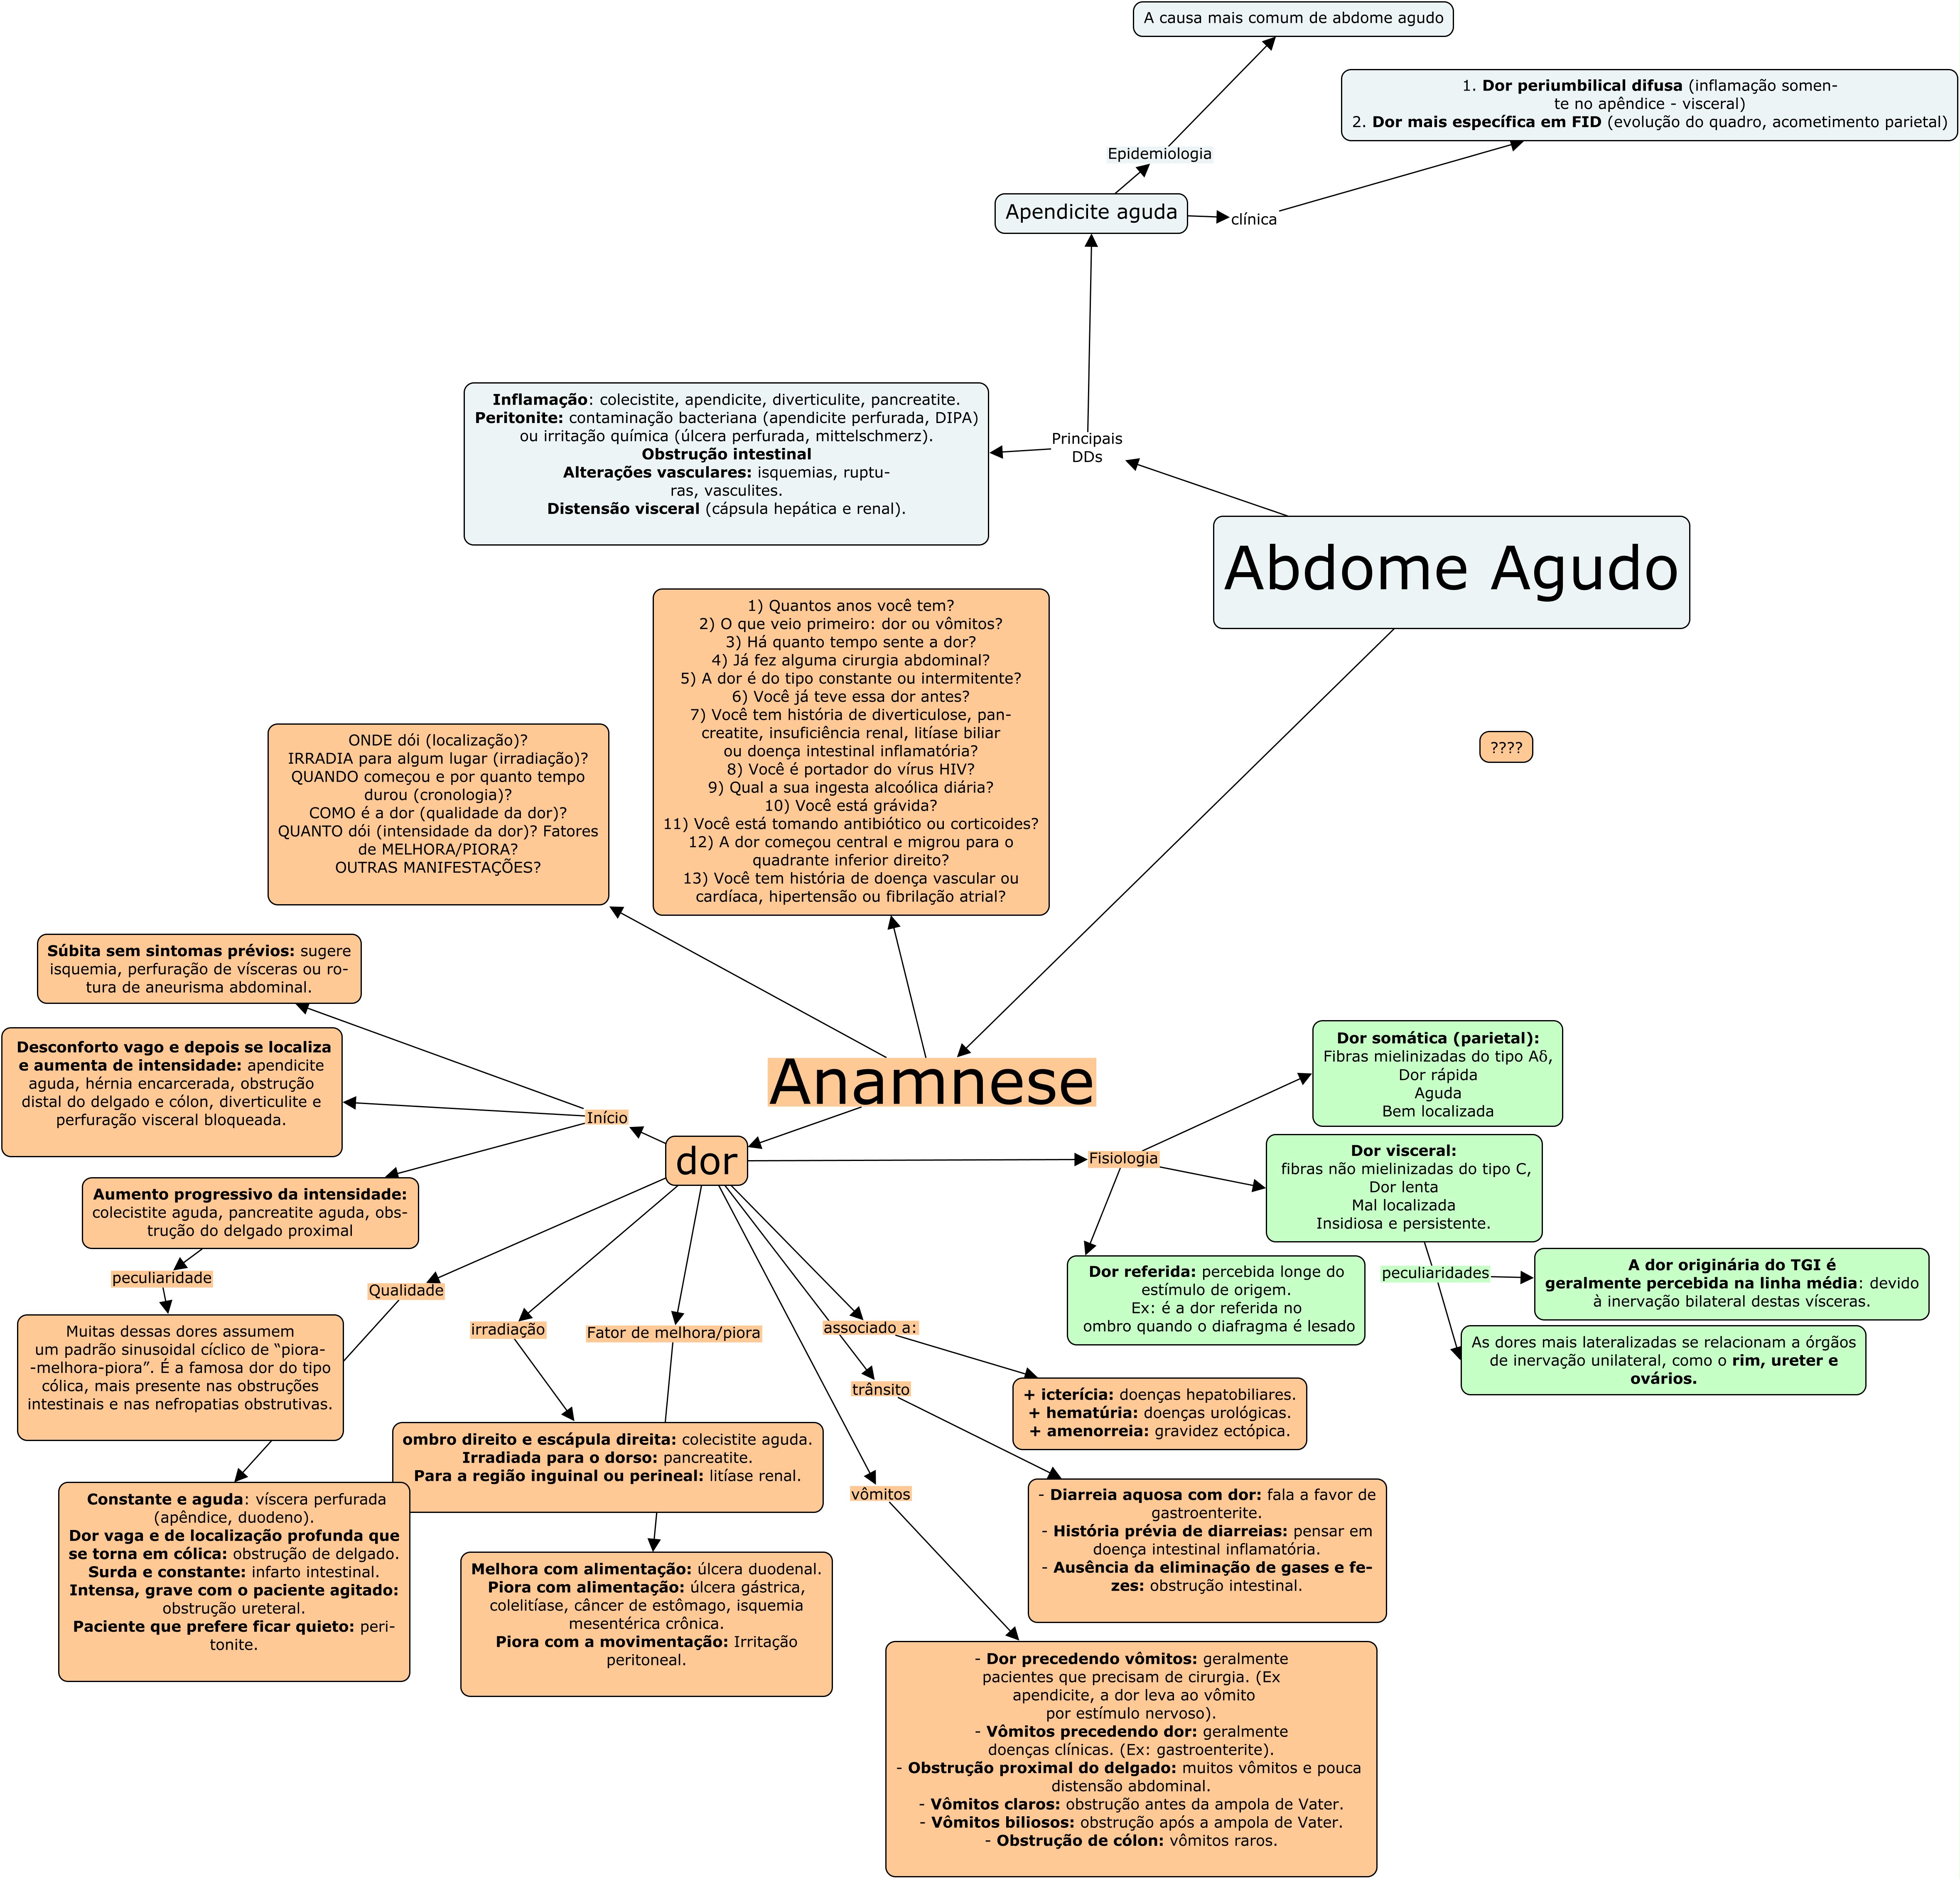 A causa mais comum de abdome agudo
1. Dor periumbilical difusa (inflamação somen-
te no apêndice - visceral)
2. Dor mais específica em FID (evolução do quadro, acometimento parietal)
Epidemiologia
Apendicite aguda
clínica
Inflamação: colecistite, apendicite, diverticulite, pancreatite.
Peritonite: contaminação bacteriana (apendicite perfurada, DIPA)
ou irritação química (úlcera perfurada, mittelschmerz).
Obstrução intestinal
Alterações vasculares: isquemias, ruptu-
ras, vasculites.
Distensão visceral (cápsula hepática e renal).
Principais
DDs
Abdome Agudo
1) Quantos anos você tem?
2) O que veio primeiro: dor ou vômitos?
3) Há quanto tempo sente a dor?
4) Já fez alguma cirurgia abdominal?
5) A dor é do tipo constante ou intermitente?
6) Você já teve essa dor antes?
7) Você tem história de diverticulose, pan-
creatite, insuficiência renal, litíase biliar
ou doença intestinal inflamatória?
8) Você é portador do vírus HIV?
9) Qual a sua ingesta alcoólica diária?
10) Você está grávida?
11) Você está tomando antibiótico ou corticoides?
12) A dor começou central e migrou para o
quadrante inferior direito?
13) Você tem história de doença vascular ou
cardíaca, hipertensão ou fibrilação atrial?
????
ONDE dói (localização)?
IRRADIA para algum lugar (irradiação)?
QUANDO começou e por quanto tempo
durou (cronologia)?
COMO é a dor (qualidade da dor)?
QUANTO dói (intensidade da dor)? Fatores
de MELHORA/PIORA?
OUTRAS MANIFESTAÇÕES?
Súbita sem sintomas prévios: sugere
isquemia, perfuração de vísceras ou ro-
tura de aneurisma abdominal.
Desconforto vago e depois se localiza
e aumenta de intensidade: apendicite
aguda, hérnia encarcerada, obstrução
distal do delgado e cólon, diverticulite e
perfuração visceral bloqueada.
Anamnese
Início
dor
Fisiologia
Dor somática (parietal):
Fibras mielinizadas do tipo Aδ,
Dor rápida
Aguda
Bem localizada
Dor visceral:
fibras não mielinizadas do tipo C,
Dor lenta
Mal localizada
Insidiosa e persistente.
Aumento progressivo da intensidade:
colecistite aguda, pancreatite aguda, obs-
trução do delgado proximal
peculiaridade
Muitas dessas dores assumem
um padrão sinusoidal cíclico de “piora-
-melhora-piora”. É a famosa dor do tipo
cólica, mais presente nas obstruções
intestinais e nas nefropatias obstrutivas.
Qualidade
irradiação
Fator de melhora/piora
associado a:
trânsito
vômitos
Dor referida: percebida longe do
estímulo de origem.
Ex: é a dor referida no
ombro quando o diafragma é lesado
peculiaridades
A dor originária do TGI é
geralmente percebida na linha média: devido
à inervação bilateral destas vísceras.
As dores mais lateralizadas se relacionam a órgãos
de inervação unilateral, como o rim, ureter e
ovários.
+ icterícia: doenças hepatobiliares.
+ hematúria: doenças urológicas.
+ amenorreia: gravidez ectópica.
ombro direito e escápula direita: colecistite aguda.
Irradiada para o dorso: pancreatite.
Para a região inguinal ou perineal: litíase renal.
Constante e aguda: víscera perfurada
(apêndice, duodeno).
Dor vaga e de localização profunda que
se torna em cólica: obstrução de delgado.
Surda e constante: infarto intestinal.
Intensa, grave com o paciente agitado:
obstrução ureteral.
Paciente que prefere ficar quieto: peri-
tonite.
Melhora com alimentação: úlcera duodenal.
Piora com alimentação: úlcera gástrica,
colelitíase, câncer de estômago, isquemia
mesentérica crônica.
Piora com a movimentação: Irritação
peritoneal.
- Diarreia aquosa com dor: fala a favor de
gastroenterite.
- História prévia de diarreias: pensar em
doença intestinal inflamatória.
- Ausência da eliminação de gases e fe-
zes: obstrução intestinal.
- Dor precedendo vômitos: geralmente
pacientes que precisam de cirurgia. (Ex
apendicite, a dor leva ao vômito
por estímulo nervoso).
- Vômitos precedendo dor: geralmente
doenças clínicas. (Ex: gastroenterite).
- Obstrução proximal do delgado: muitos vômitos e pouca
distensão abdominal.
- Vômitos claros: obstrução antes da ampola de Vater.
- Vômitos biliosos: obstrução após a ampola de Vater.
- Obstrução de cólon: vômitos raros.